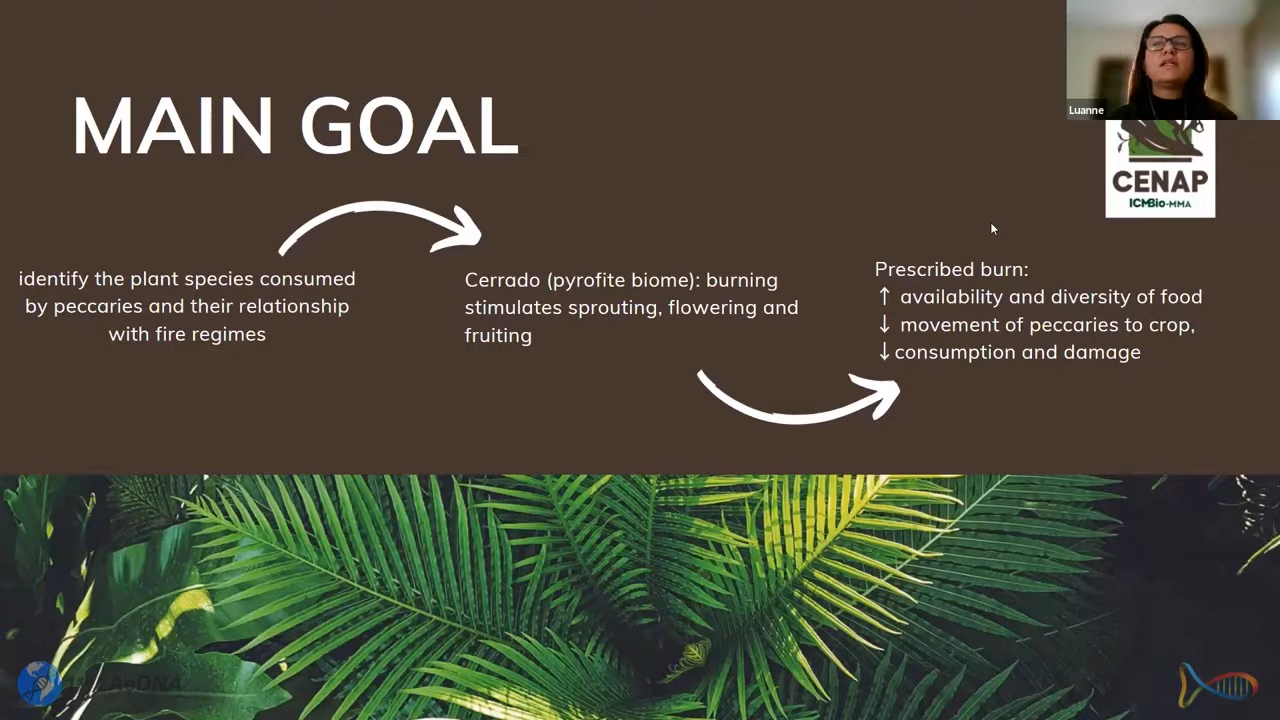 Luanne
MAIN GOAL
CENAP
ICMBio-MMA
identify the plant species consumed
by peccaries and their relationship
with fire regimes
Cerrado (pyrofite biome): burning
stimulates sprouting, flowering and
fruiting
Prescribed burn:
↑ availability and diversity of food
↓ movement of peccaries to crop,
↓consumption and damage